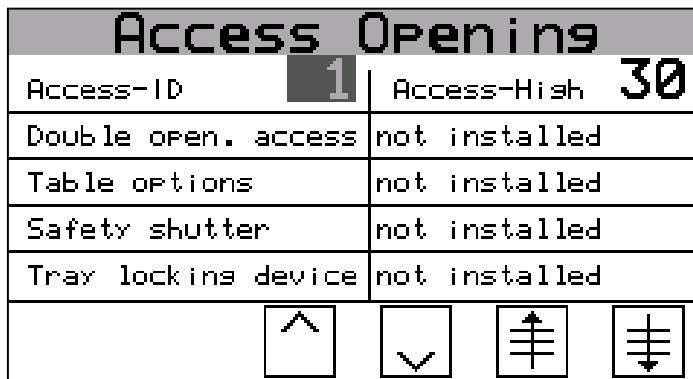 Access Opening
Access-ID 1 Access-High 30
Double open. access not installed
Table options not installed
Safety shutter not installed
Tray locking device not installed